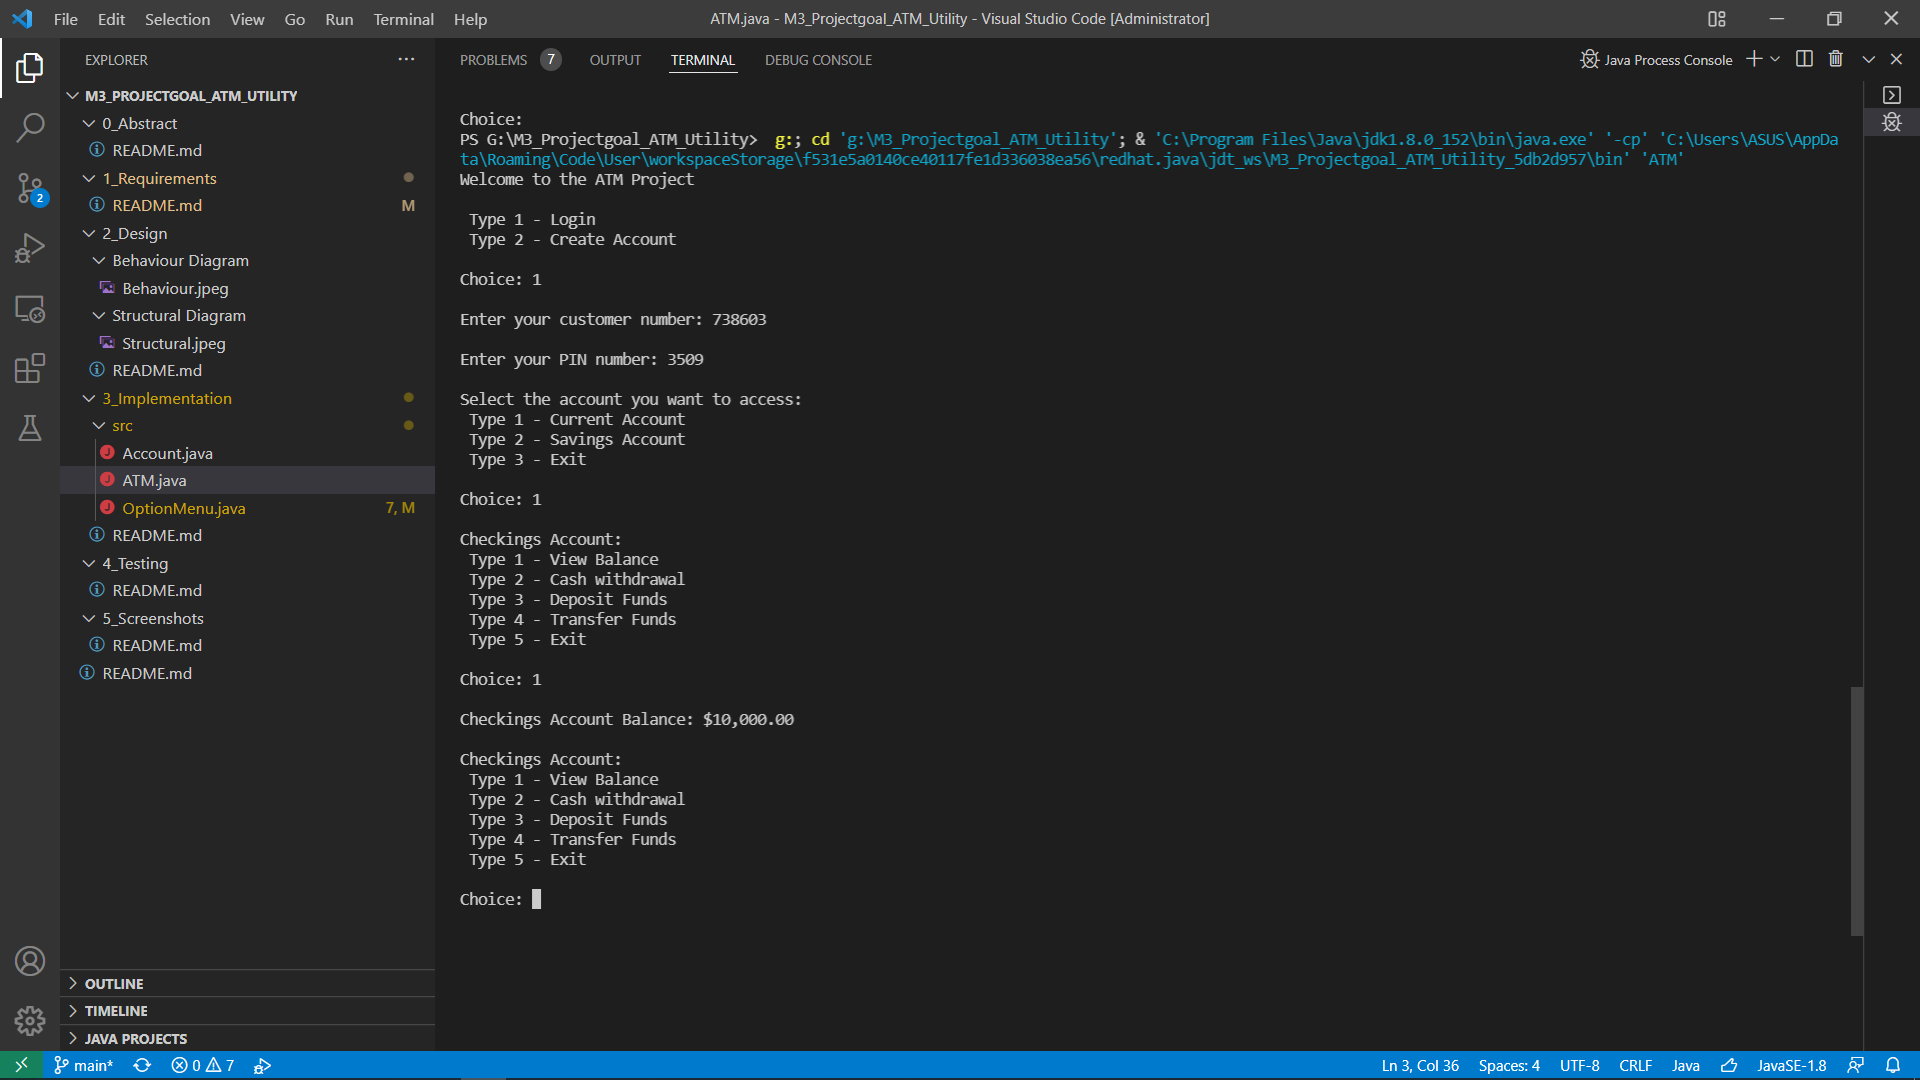 File Edit Selection View Go Run Terminal Help
ATM.java - M3_Projectgoal_ATM_Utility - Visual Studio Code [Administrator]
EXPLORER
M3_PROJECTGOAL_ATM_UTILITY
0_Abstract
README.md
1_Requirements
README.md M
2_Design
Behaviour Diagram
Behaviour.jpeg
Structural Diagram
Structural.jpeg
README.md
3_Implementation
src
Account.java
ATM.java
OptionMenu.java 7, M
README.md
4_Testing
README.md
5_Screenshots
README.md
README.md
OUTLINE
TIMELINE
JAVA PROJECTS
2
PROBLEMS 7 OUTPUT TERMINAL DEBUG CONSOLE
Java Process Console
Choice:
PS G:\M3_Projectgoal_ATM_Utility>  g:; cd 'g:\M3_Projectgoal_ATM_Utility'; & 'C:\Program Files\Java\jdk1.8.0_152\bin\java.exe' '-cp' 'C:\Users\ASUS\AppDa
ta\Roaming\Code\User\workspaceStorage\f531e5a0140ce40117fe1d336038ea56\redhat.java\jdt_ws\M3_Projectgoal_ATM_Utility_5db2d957\bin' 'ATM'
Welcome to the ATM Project
Type 1 - Login
Type 2 - Create Account
Choice: 1
Enter your customer number: 738603
Enter your PIN number: 3509
Select the account you want to access:
Type 1 - Current Account
Type 2 - Savings Account
Type 3 - Exit
Choice: 1
Checkings Account:
Type 1 - View Balance
Type 2 - Cash withdrawal
Type 3 - Deposit Funds
Type 4 - Transfer Funds
Type 5 - Exit
Choice: 1
Checkings Account Balance: $10,000.00
Checkings Account:
Type 1 - View Balance
Type 2 - Cash withdrawal
Type 3 - Deposit Funds
Type 4 - Transfer Funds
Type 5 - Exit
Choice:
main* 0 7
Ln 3, Col 36 Spaces: 4 UTF-8 CRLF Java JavaSE-1.8